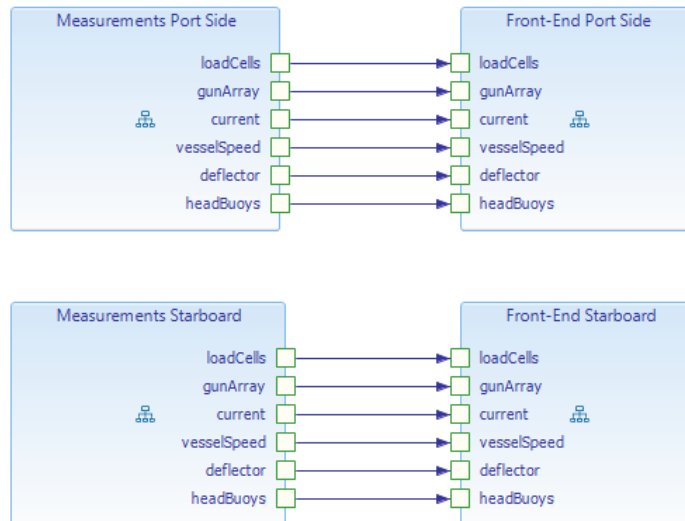 Measurements Port Side
Front-End Port Side
loadCells
loadCells
gunArray
gunArray
current
current
vesselSpeed
vesselSpeed
deflector
deflector
headBuoys
headBuoys
Measurements Starboard
Front-End Starboard
loadCells
loadCells
gunArray
gunArray
current
current
vesselSpeed
vesselSpeed
deflector
deflector
headBuoys
headBuoys